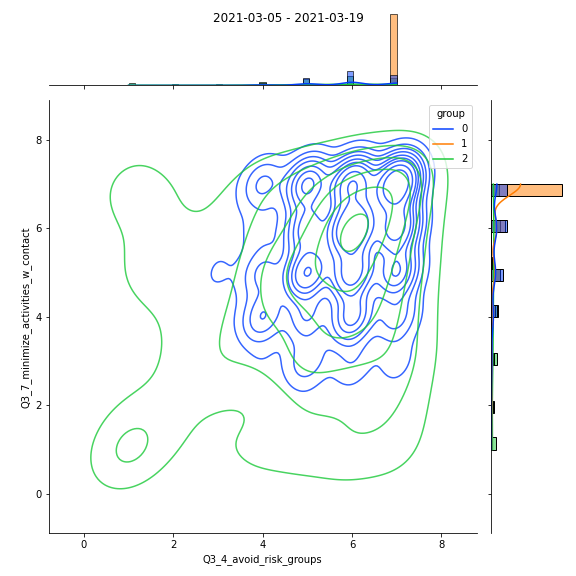 2021-03-05 - 2021-03-19
group
0
1
2
8
6
4
2
0
Q3_7_minimize_activities_w_contact
0 2 4 6 8
Q3_4_avoid_risk_groups